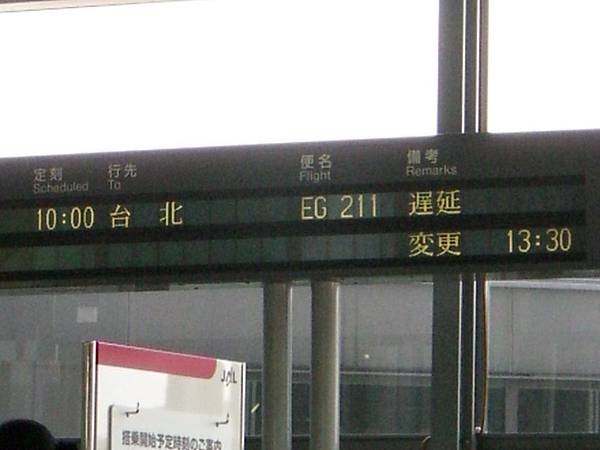 定刻 行先 便名 備考
Scheduled To Flight Remarks
10:00 台 北 EG 211 遅延
変更 13:30
JAL
搭乗開始予定時刻のご案内